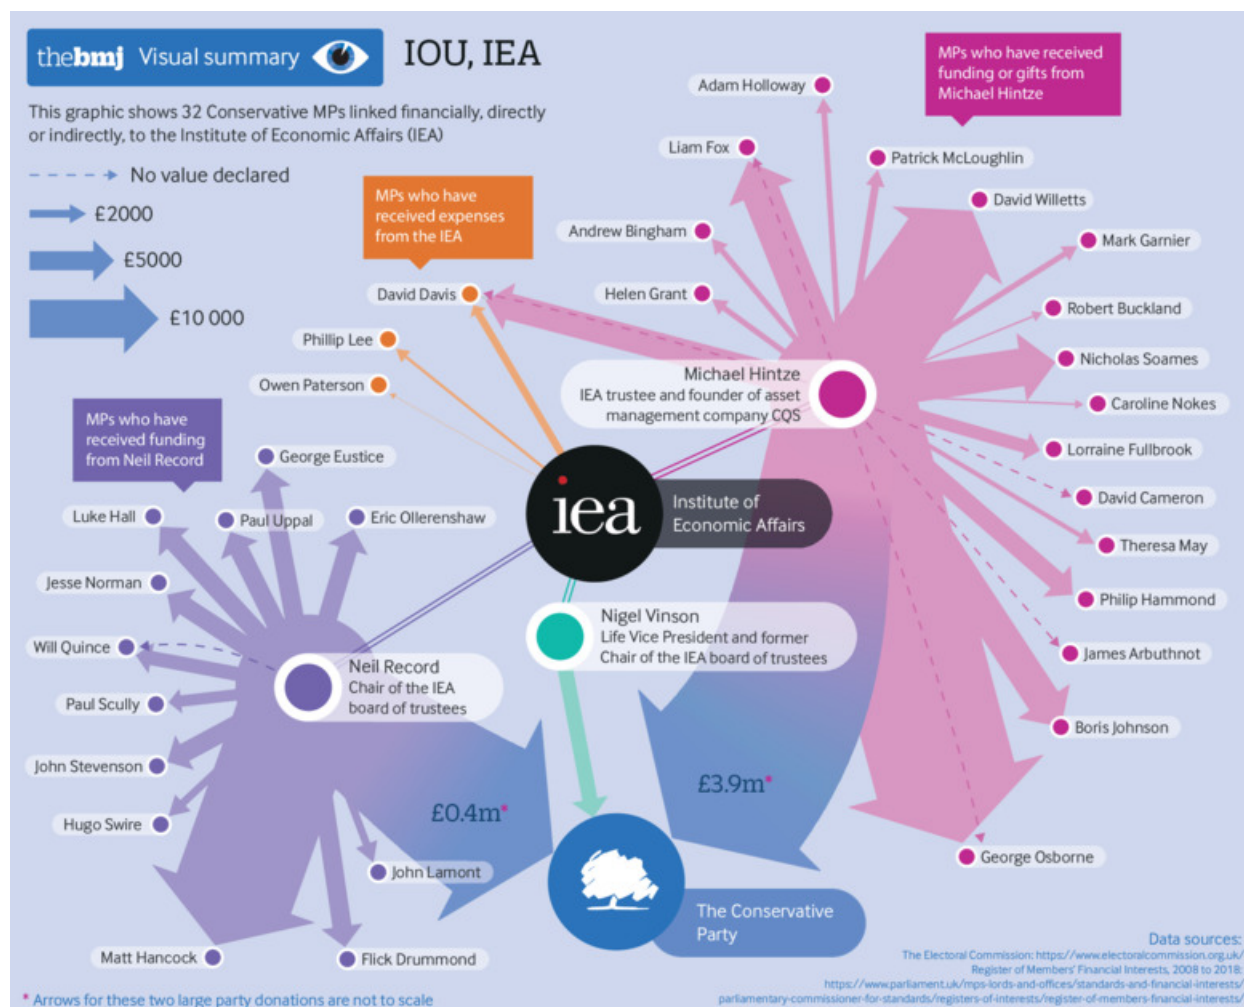 thebmj Visual summary
IOU, IEA
This graphic shows 32 Conservative MPs linked financially, directly
or indirectly, to the Institute of Economic Affairs (IEA)
No value declared
£2000
£5000
£10 000
MPs who have
received expenses
from the IEA
MPs who have received
funding or gifts from
Michael Hintze
Adam Holloway
Liam Fox
Patrick McLoughlin
David Willetts
Andrew Bingham
Mark Garnier
Helen Grant
David Davis
Robert Buckland
Phillip Lee
Nicholas Soames
Owen Paterson
Michael Hintze
IEA trustee and founder of asset
management company CQS
Caroline Nokes
MPs who have
received funding
from Neil Record
George Eustice
Lorraine Fullbrook
iea
Institute of
Economic Affairs
David Cameron
Luke Hall
Paul Uppal
Eric Ollerenshaw
Theresa May
Jesse Norman
Philip Hammond
Nigel Vinson
Life Vice President and former
Chair of the IEA board of trustees
Will Quince
James Arbuthnot
Neil Record
Chair of the IEA
board of trustees
Paul Scully
Boris Johnson
John Stevenson
£3.9m*
£0.4m*
Hugo Swire
George Osborne
John Lamont
The Conservative
Party
Matt Hancock
Flick Drummond
Data sources:
The Electoral Commission: https://www.electoralcommission.org.uk/
Register of Members' Financial Interests, 2008 to 2018:
https://www.parliament.uk/mps-lords-and-offices/standards-and-financial-interests/
parliamentary-commissioner-for-standards/registers-of-interests/register-of-members-financial-interests/
* Arrows for these two large party donations are not to scale